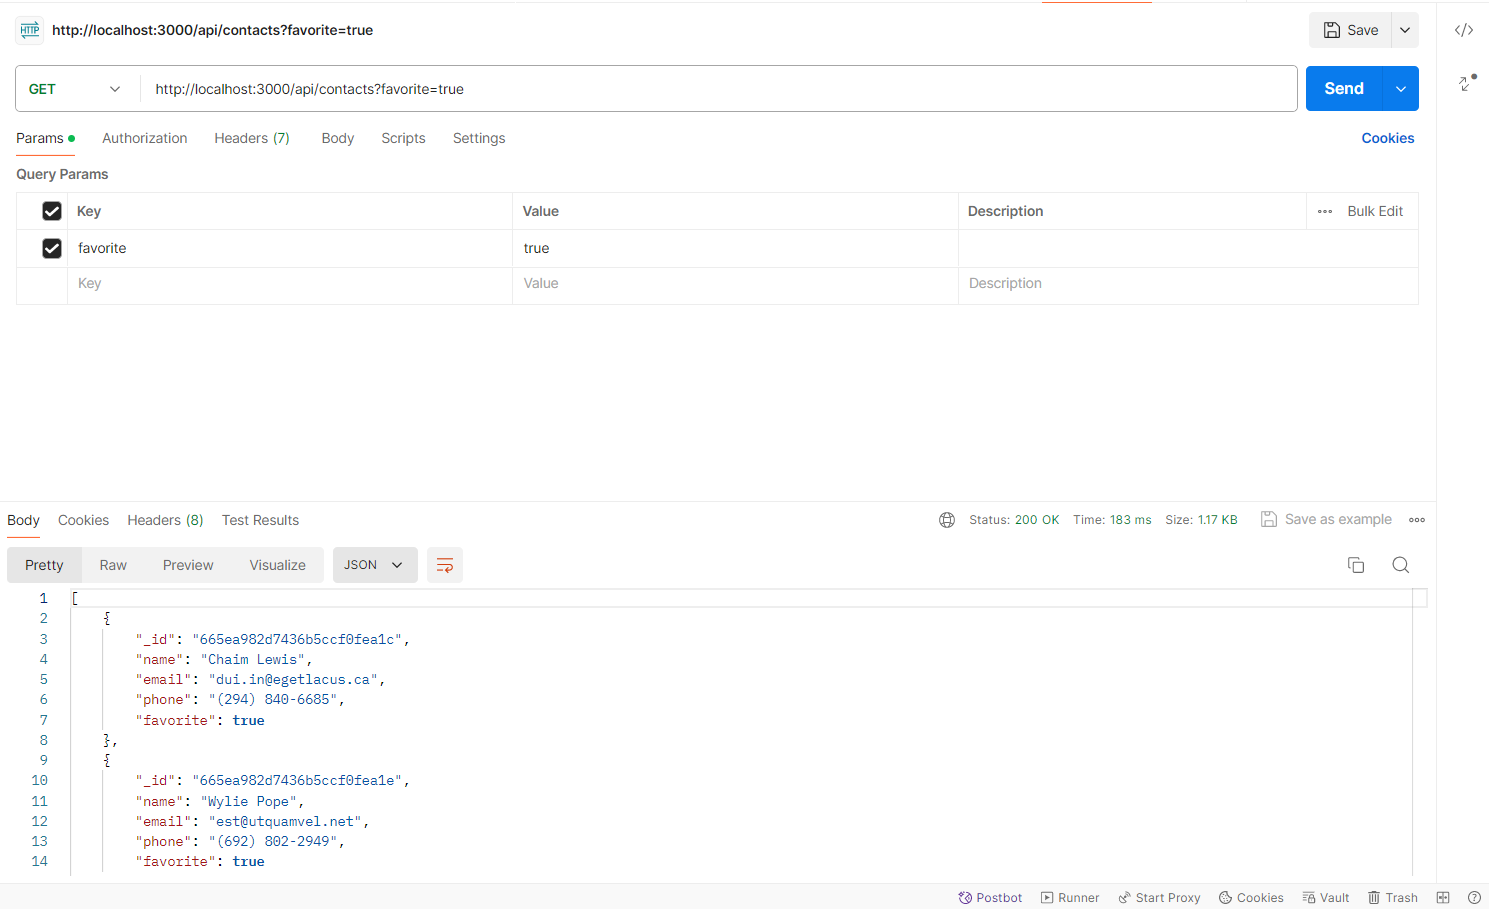 HTTP http://localhost:3000/api/contacts?favorite=true Save
GET http://localhost:3000/api/contacts?favorite=true Send
Params Authorization Headers (7) Body Scripts Settings Cookies
Query Params
Key Value Description Bulk Edit
favorite true
Key Value Description
Body Cookies Headers (8) Test Results Status: 200 OK Time: 183 ms Size: 1.17 KB Save as example
Pretty Raw Preview Visualize JSON
1 [
2 {
3 "_id": "665ea982d7436b5ccf0fea1c",
4 "name": "Chaim Lewis",
5 "email": "dui.in@egetlacus.ca",
6 "phone": "(294) 840-6685",
7 "favorite": true
8 },
9 {
10 "_id": "665ea982d7436b5ccf0fea1e",
11 "name": "Wylie Pope",
12 "email": "est@utquamvel.net",
13 "phone": "(692) 802-2949",
14 "favorite": true
Postbot Runner Start Proxy Cookies Vault Trash